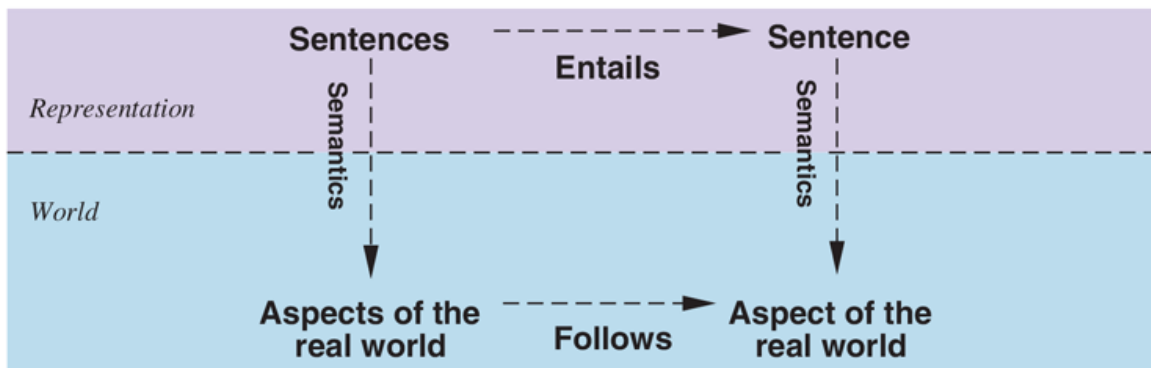 Sentences
Sentence
Entails
Semantics
Semantics
Representation
World
Aspects of the
real world
Follows
Aspect of the
real world